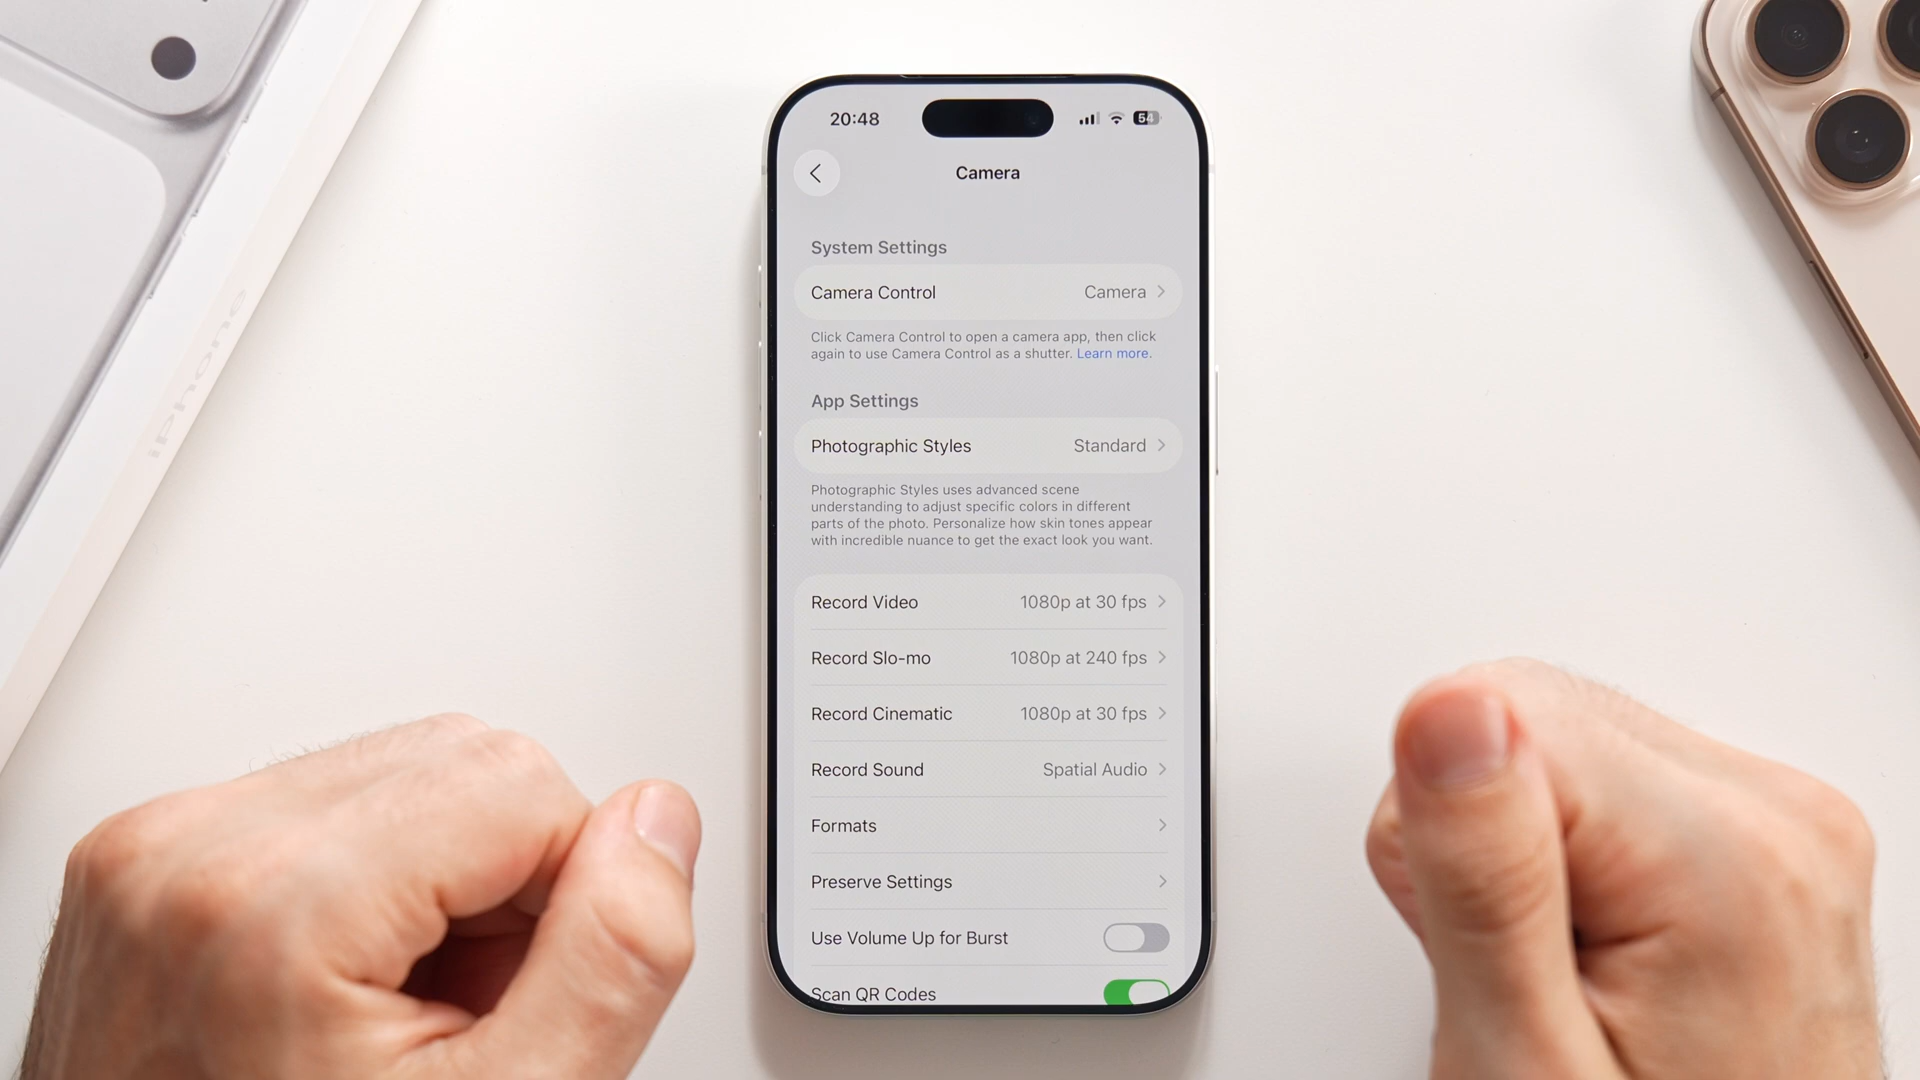 iPhone
20:48
54
Camera
System Settings
Camera Control Camera
Click Camera Control to open a camera app, then click
again to use Camera Control as a shutter. Learn more.
App Settings
Photographic Styles Standard
Photographic Styles uses advanced scene
understanding to adjust specific colors in different
parts of the photo. Personalize how skin tones appear
with incredible nuance to get the exact look you want.
Record Video 1080p at 30 fps
Record Slo-mo 1080p at 240 fps
Record Cinematic 1080p at 30 fps
Record Sound Spatial Audio
Formats
Preserve Settings
Use Volume Up for Burst
Scan QR Codes